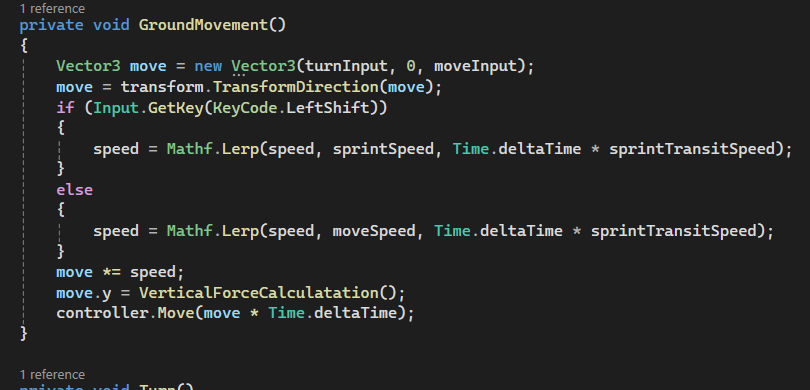 1 reference
private void GroundMovement()
{
Vector3 move = new Vector3(turnInput, 0, moveInput);
move = transform.TransformDirection(move);
if (Input.GetKey(KeyCode.LeftShift))
{
speed = Mathf.Lerp(speed, sprintSpeed, Time.deltaTime * sprintTransitSpeed);
}
else
{
speed = Mathf.Lerp(speed, moveSpeed, Time.deltaTime * sprintTransitSpeed);
}
move *= speed;
move.y = VerticalForceCalculatation();
controller.Move(move * Time.deltaTime);
}
1 reference
private void Turn()